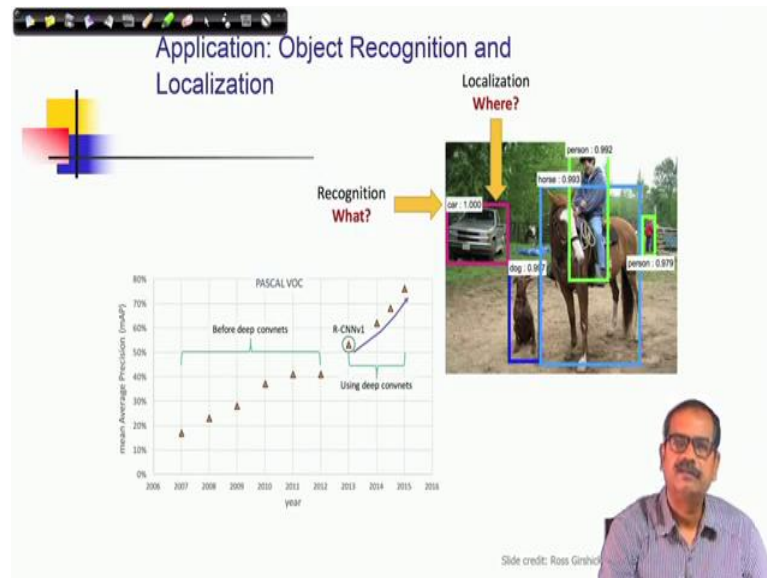 Application: Object Recognition and
Localization
Localization
Where?
Recognition
What?
person : 0.992
horse : 0.993
car : 1.000
dog : 0.997
person : 0.979
PASCAL VOC
Before deep convnets
R-CNNv1
Using deep convnets
mean Average Precision (mAP)
80%
70%
60%
50%
40%
30%
20%
10%
0%
2006 2007 2008 2009 2010 2011 2012 2013 2014 2015 2016
year
Slide credit: Ross Girshick